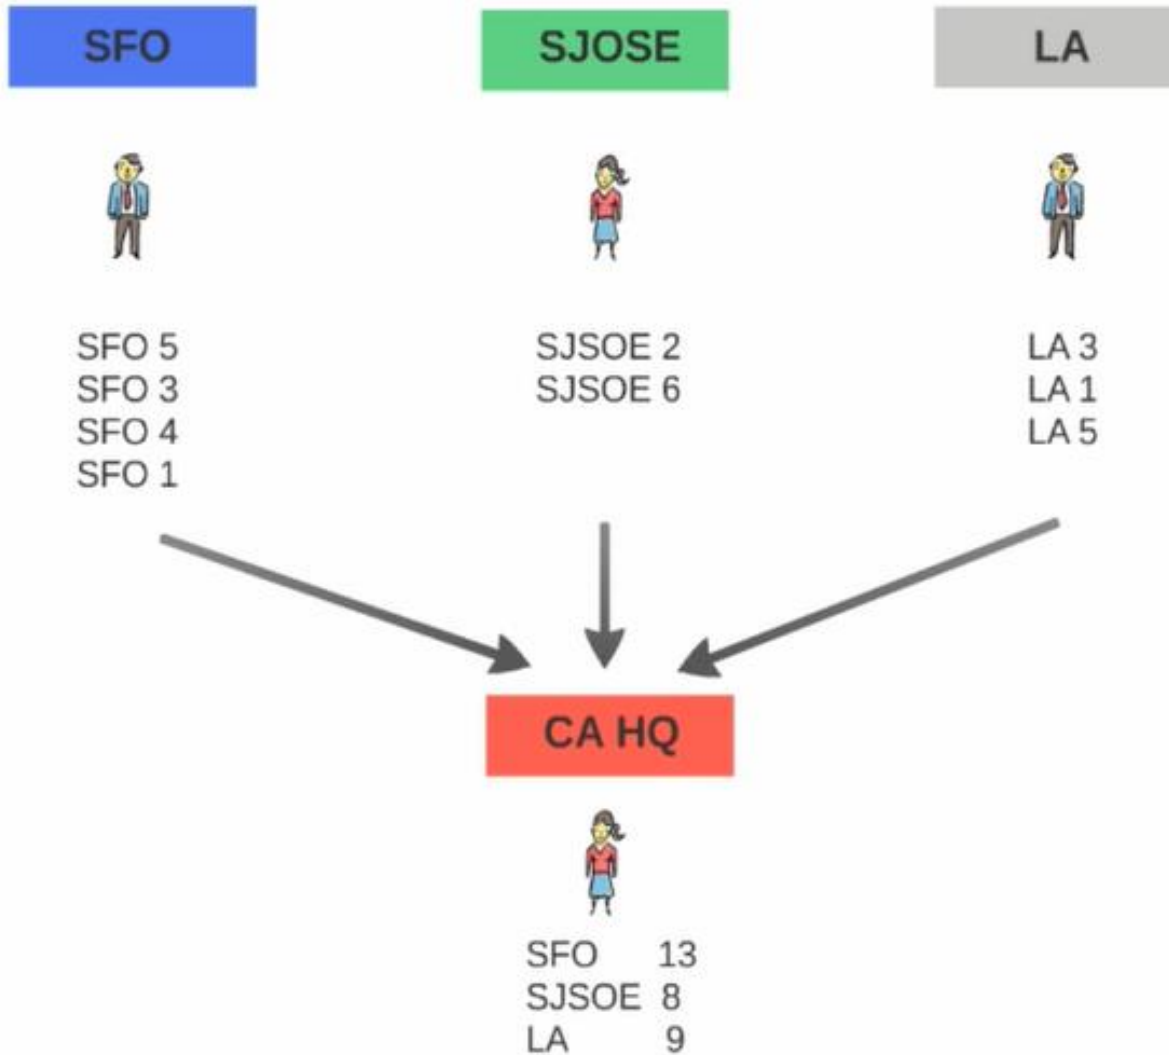 SFO
SJOSE
LA
SFO 5
SFO 3
SFO 4
SFO 1
SJSOE 2
SJSOE 6
LA 3
LA 1
LA 5
CA HQ
SFO 13
SJSOE 8
LA 9